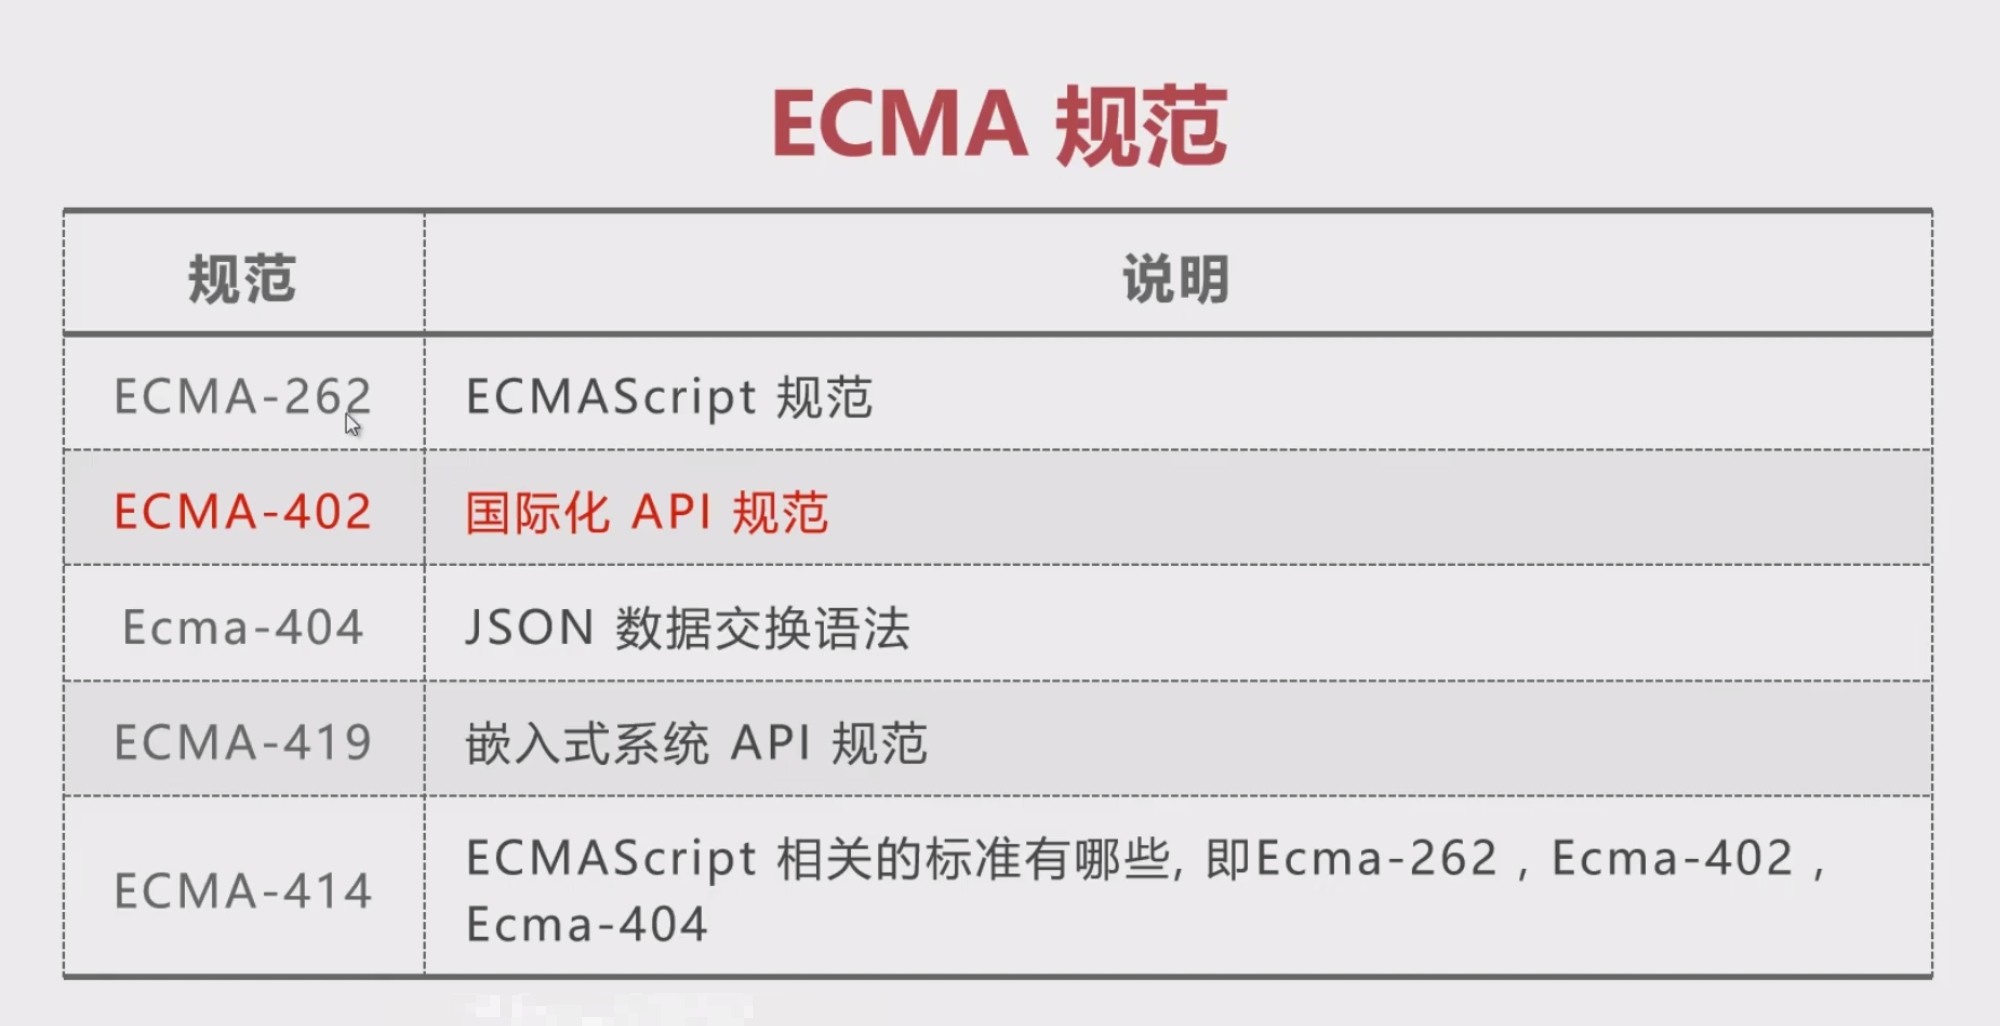 ECMA 规范
规范 说明
ECMA-262 ECMAScript 规范
ECMA-402 国际化 API 规范
Ecma-404 JSON 数据交换语法
ECMA-419 嵌入式系统 API 规范
ECMA-414 ECMAScript 相关的标准有哪些, 即Ecma-262 , Ecma-402 ,
Ecma-404